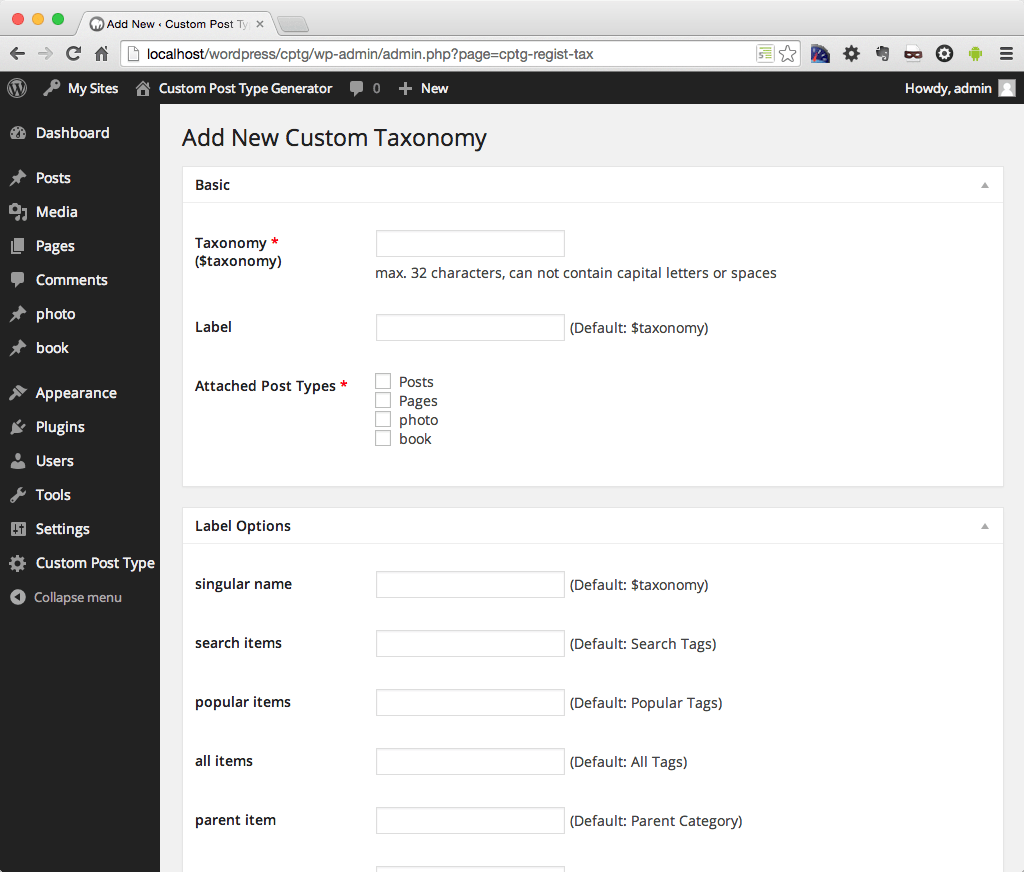 Add New ‹ Custom Post Ty
localhost/wordpress/cptg/wp-admin/admin.php?page=cptg-regist-tax
My Sites Custom Post Type Generator 0 New Howdy, admin
Dashboard
Posts
Media
Pages
Comments
photo
book
Appearance
Plugins
Users
Tools
Settings
Custom Post Type
Collapse menu
Add New Custom Taxonomy
Basic
Taxonomy *
($taxonomy)
max. 32 characters, can not contain capital letters or spaces
Label (Default: $taxonomy)
Attached Post Types * Posts
Pages
photo
book
Label Options
singular name (Default: $taxonomy)
search items (Default: Search Tags)
popular items (Default: Popular Tags)
all items (Default: All Tags)
parent item (Default: Parent Category)